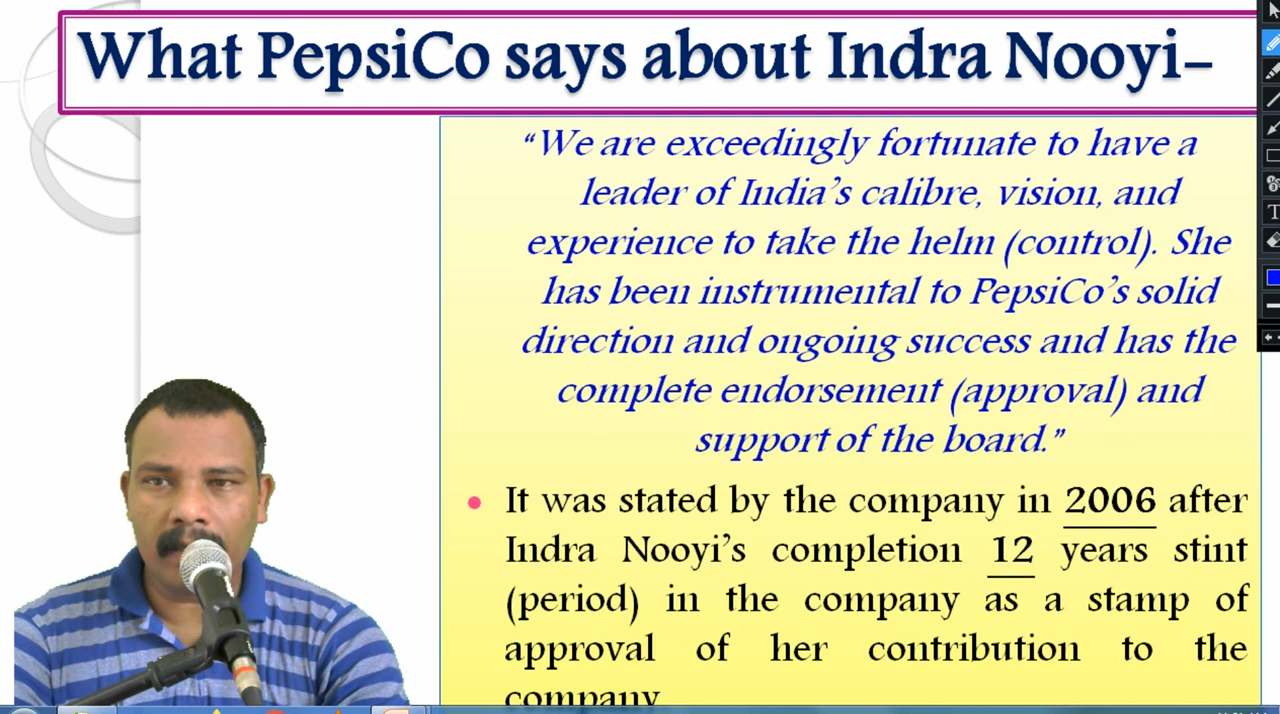 What PepsiCo says about Indra Nooyi–
“We are exceedingly fortunate to have a
leader of India’s calibre, vision, and
experience to take the helm (control). She
has been instrumental to PepsiCo’s solid
direction and ongoing success and has the
complete endorsement (approval) and
support of the board.”
• It was stated by the company in 2006 after
Indra Nooyi’s completion 12 years stint
(period) in the company as a stamp of
approval of her contribution to the
company.